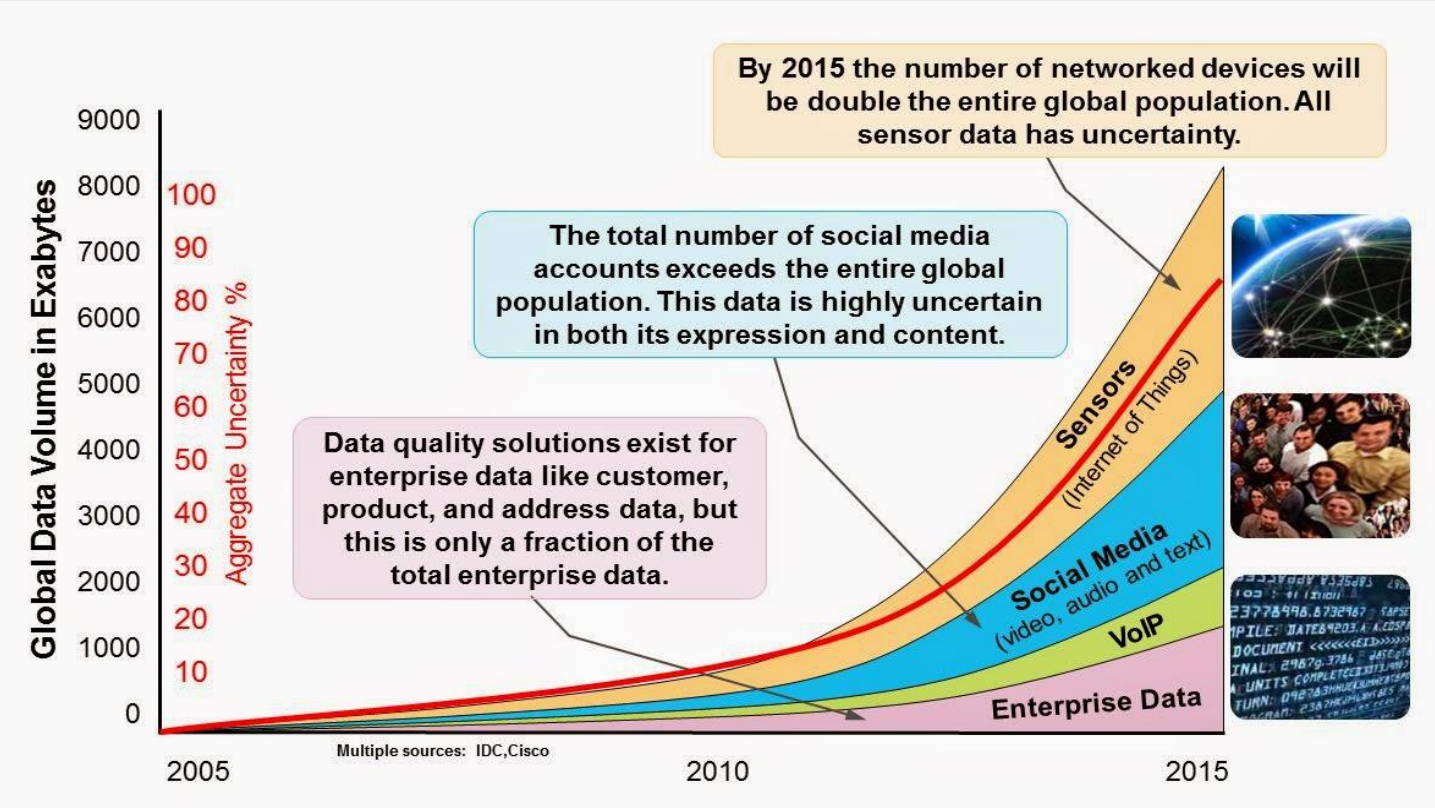 By 2015 the number of networked devices will
be double the entire global population. All
sensor data has uncertainty.
The total number of social media
accounts exceeds the entire global
population. This data is highly uncertain
in both its expression and content.
Data quality solutions exist for
enterprise data like customer,
product, and address data, but
this is only a fraction of the
total enterprise data.
Global Data Volume in Exabytes
9000
8000
7000
6000
5000
4000
3000
2000
1000
0
Aggregate Uncertainty %
100
90
80
70
60
50
40
30
20
10
Sensors
(Internet of Things)
Social Media
(video, audio and text)
VoIP
Enterprise Data
Multiple sources: IDC,Cisco
2005
2010
2015
DOCUMENT